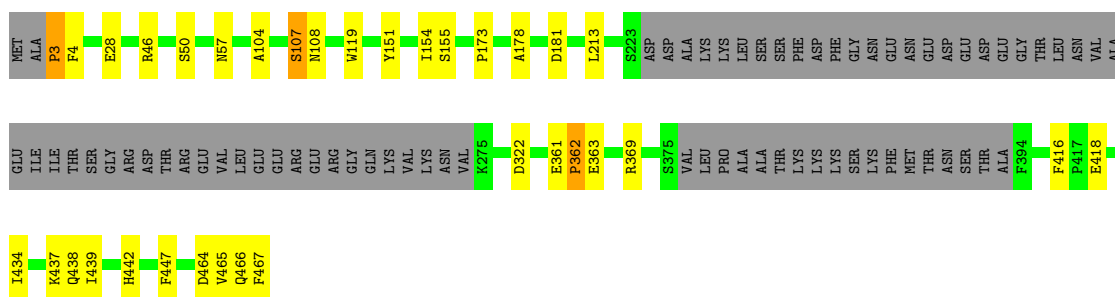 MET ALA P3 F4 E28 R46 S50 N57 A104 S107 N108 W119 Y151 I154 S155 P173 A178 D181 L213 S223 ASP ASP ALA LYS LYS LEU SER SER PHE ASP PHE GLY ASN GLU ASN GLU ASP GLU ASP GLY THR LEU ASN VAL ALA
GLU ILE ILE THR SER GLY ARG ASP THR ARG GLU VAL LEU GLU GLU ARG GLU ARG GLY GLN LYS VAL LYS ASN VAL K275 D322 E361 P362 E363 R369 S375 VAL LEU PRO ALA ALA THR LYS LYS LYS SER LYS PHE MET THR ASN SER THR ALA F394 F416 P417 E418
I434 K437 Q438 I439 H442 F447 D464 V465 Q466 F467